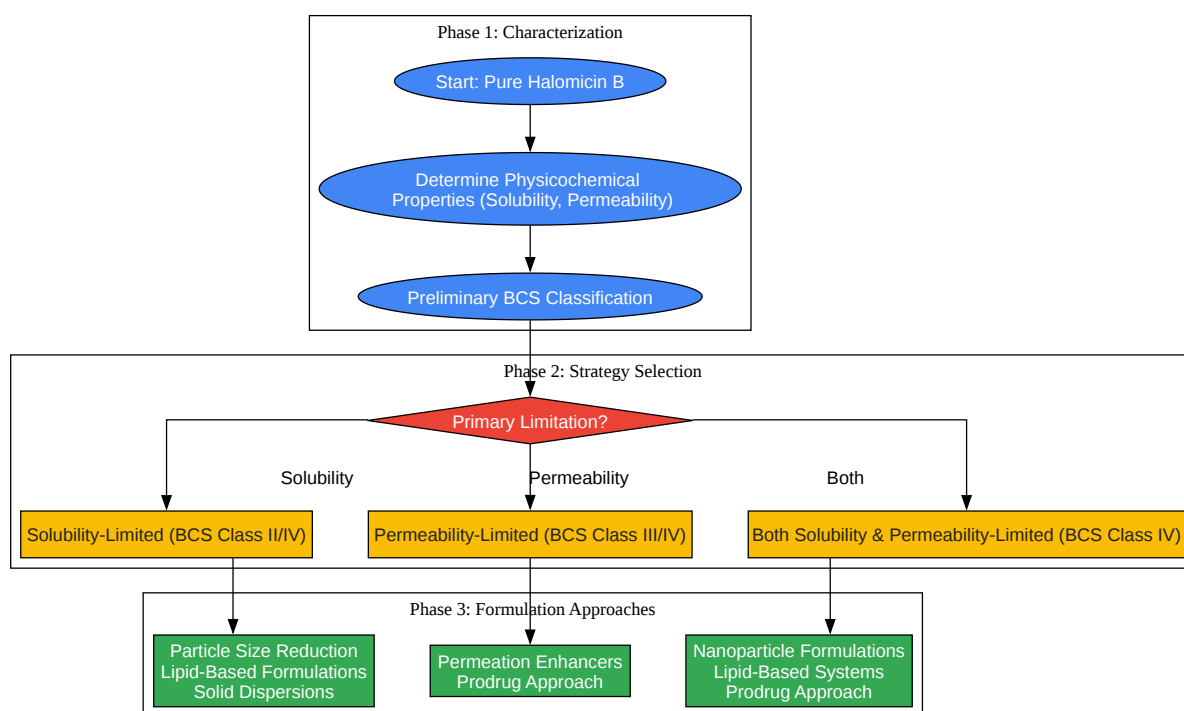 Phase 1: Characterization
Start: Pure Halomicin B
Determine Physicochemical
Properties (Solubility, Permeability)
Preliminary BCS Classification
Phase 2: Strategy Selection
Primary Limitation?
Solubility
Permeability
Both
Solubility-Limited (BCS Class II/IV)
Permeability-Limited (BCS Class III/IV)
Both Solubility & Permeability-Limited (BCS Class IV)
Phase 3: Formulation Approaches
Particle Size Reduction
Lipid-Based Formulations
Solid Dispersions
Permeation Enhancers
Prodrug Approach
Nanoparticle Formulations
Lipid-Based Systems
Prodrug Approach